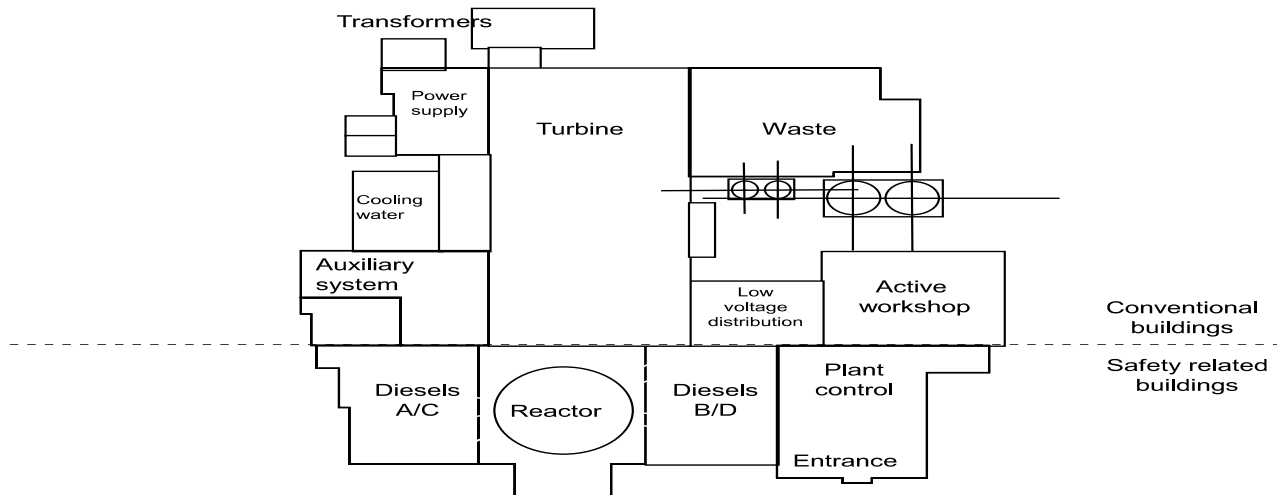 Transformers
Power
supply
Turbine
Waste
Cooling
water
Auxiliary
system
Low
voltage
distribution
Active
workshop
Conventional
buildings
Safety related
buildings
Diesels
A/C
Reactor
Diesels
B/D
Plant
control
Entrance